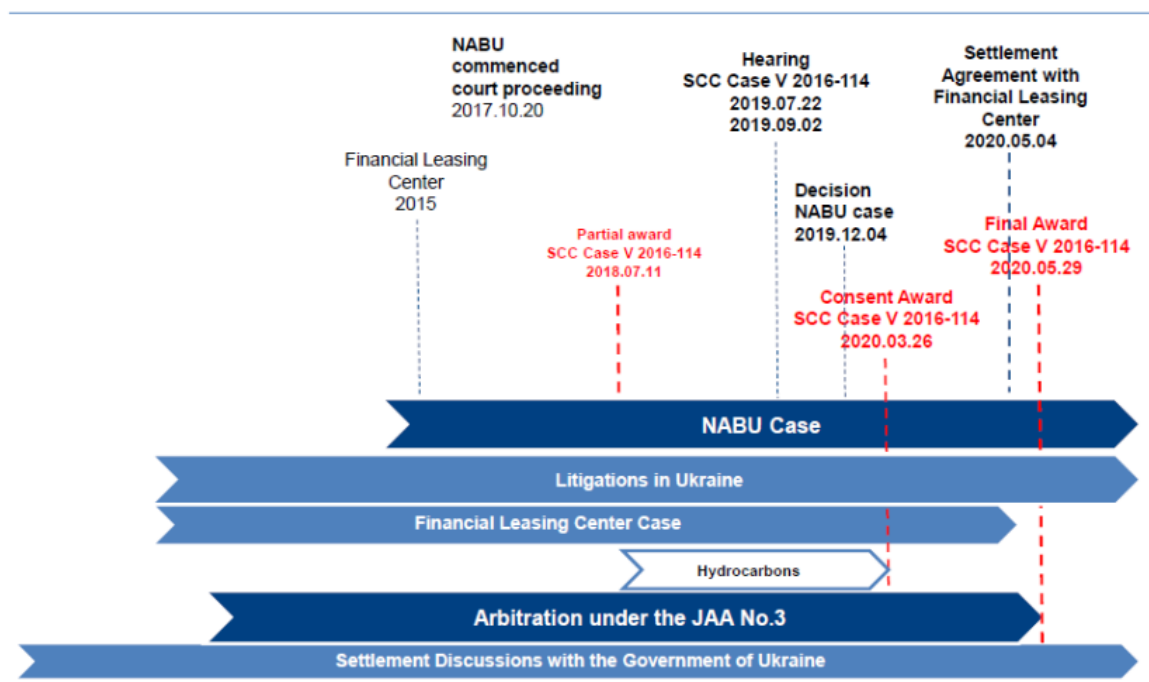 NABU
commenced
court proceeding
2017.10.20
Hearing
SCC Case V 2016-114
2019.07.22
2019.09.02
Settlement
Agreement with
Financial Leasing
Center
2020.05.04
Financial Leasing
Center
2015
Decision
NABU case
2019.12.04
Partial award
SCC Case V 2016-114
2018.07.11
Final Award
SCC Case V 2016-114
2020.05.29
Consent Award
SCC Case V 2016-114
2020.03.26
NABU Case
Litigations in Ukraine
Financial Leasing Center Case
Hydrocarbons
Arbitration under the JAA No.3
Settlement Discussions with the Government of Ukraine